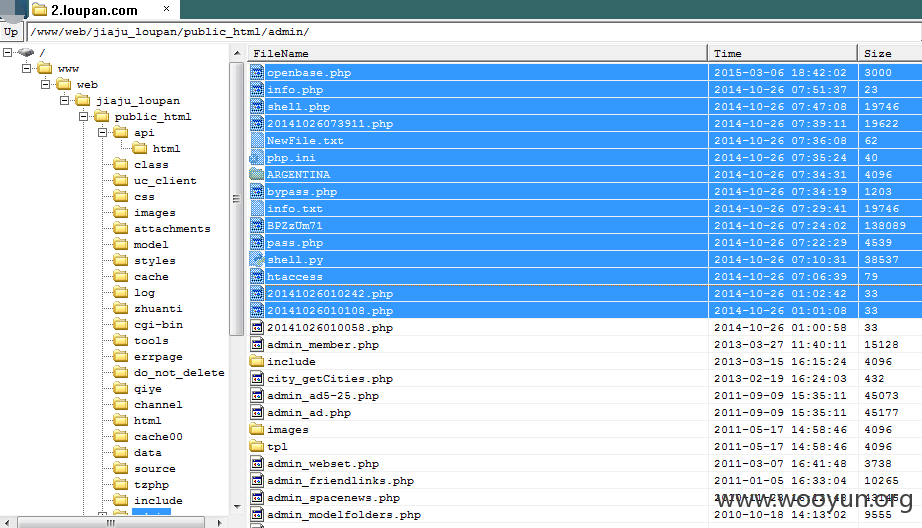 2.loupan.com ×
Up /www/web/jiaju_loupan/public_html/admin/
/
www
web
jiaju_loupan
public_html
api
html
class
uc_client
css
images
attachments
model
styles
cache
log
zhuanti
cgi-bin
tools
errpage
do_not_delete
qiye
channel
html
cache00
data
source
tzphp
include
FileName Time Size
openbase.php 2015-03-06 18:42:02 3000
info.php 2014-10-26 07:51:37 23
shell.php 2014-10-26 07:47:08 19746
20141026073911.php 2014-10-26 07:39:11 19622
NewFile.txt 2014-10-26 07:36:08 62
php.ini 2014-10-26 07:35:24 40
ARGENTINA 2014-10-26 07:34:31 4096
bypass.php 2014-10-26 07:34:19 1203
info.txt 2014-10-26 07:29:41 19746
BPZzUm71 2014-10-26 07:24:02 138089
pass.php 2014-10-26 07:22:29 4539
shell.py 2014-10-26 07:10:31 38537
htaccess 2014-10-26 07:06:39 79
20141026010242.php 2014-10-26 01:02:42 33
20141026010108.php 2014-10-26 01:01:08 33
20141026010058.php 2014-10-26 01:00:58 33
admin_member.php 2013-03-27 11:40:11 15128
include 2013-03-15 16:15:24 4096
city_getCities.php 2013-02-19 16:24:03 432
admin_ad5-25.php 2011-09-09 15:35:11 45073
admin_ad.php 2011-09-09 15:35:11 45177
images 2011-05-17 14:58:46 4096
tpl 2011-05-17 14:58:46 4096
admin_webset.php 2011-03-07 16:41:48 3738
admin_friendlinks.php 2011-01-05 16:33:04 10265
admin_spacenews.php
admin_modelfolders.php 2010-10-18 14:13:02 9555
www.wooyun.org